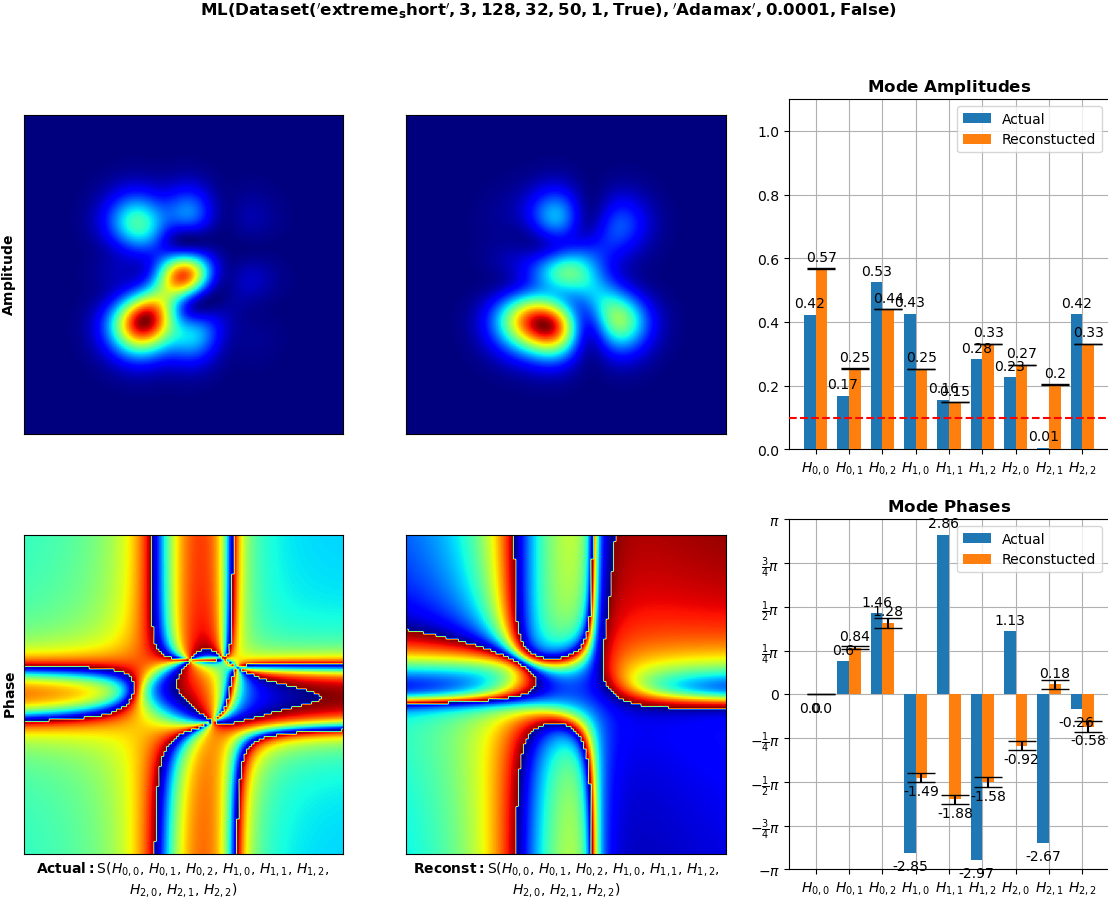 ML(Dataset('extreme_short', 3, 128, 32, 50, 1, True), 'Adamax', 0.0001, False)
Amplitude
Mode Amplitudes
Actual
Reconstucted
1.0
0.8
0.6
0.4
0.2
0.0
0.42 0.57 0.17 0.25 0.53 0.44 0.43 0.25 0.16 0.15 0.28 0.33 0.23 0.27 0.01 0.2 0.42 0.33
H0,0 H0,1 H0,2 H1,0 H1,1 H1,2 H2,0 H2,1 H2,2
Phase
Actual: S(H0,0, H0,1, H0,2, H1,0, H1,1, H1,2,
H2,0, H2,1, H2,2)
Reconst: S(H0,0, H0,1, H0,2, H1,0, H1,1, H1,2,
H2,0, H2,1, H2,2)
Mode Phases
Actual
Reconstucted
π
3/4π
1/2π
1/4π
0
−1/4π
−1/2π
−3/4π
−π
0.0 0.0 0.6 0.84 1.46 1.28 -2.85 -1.49 2.86 -1.88 -2.97 -1.58 1.13 -0.92 -2.67 0.18 -0.26 -0.58
H0,0 H0,1 H0,2 H1,0 H1,1 H1,2 H2,0 H2,1 H2,2